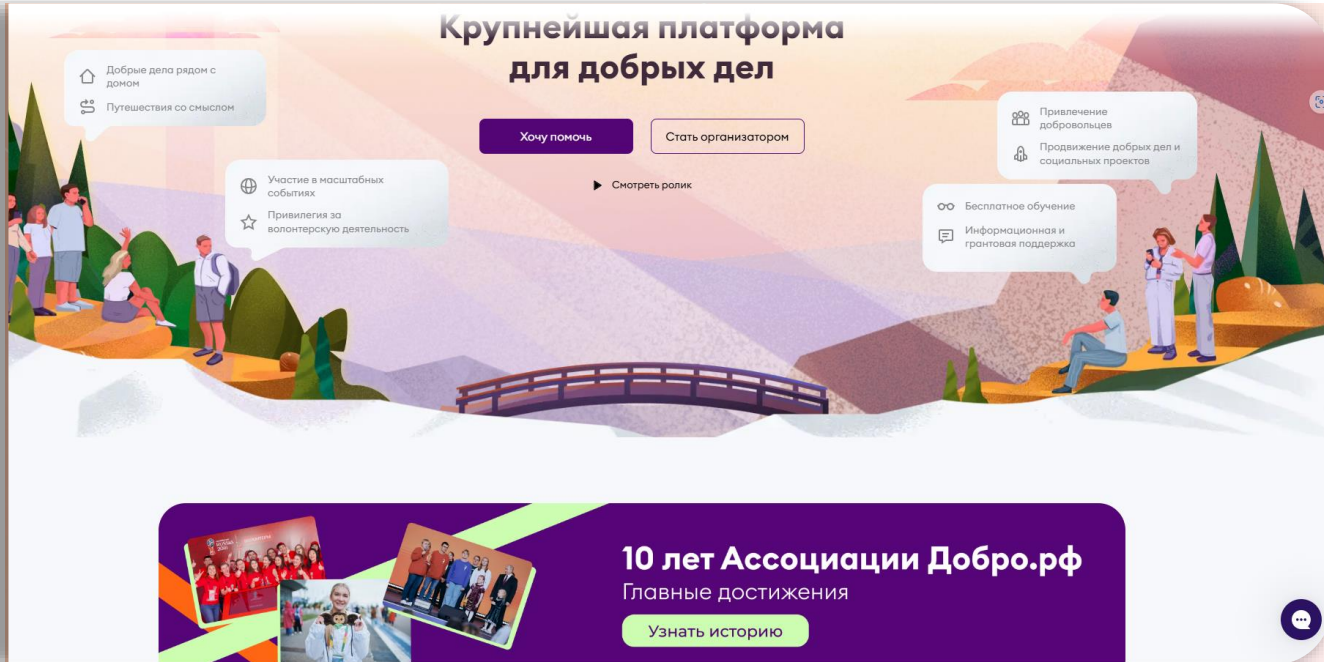 Крупнейшая платформа
для добрых дел
Добрые дела рядом с
домом
Путешествия со смыслом
Участие в масштабных
событиях
Привилегия за
волонтерскую деятельность
Хочу помочь
Стать организатором
Смотреть ролик
Привлечение
добровольцев
Продвижение добрых дел и
социальных проектов
Бесплатное обучение
Информационная и
грантовая поддержка
10 лет Ассоциации Добро.рф
Главные достижения
Узнать историю